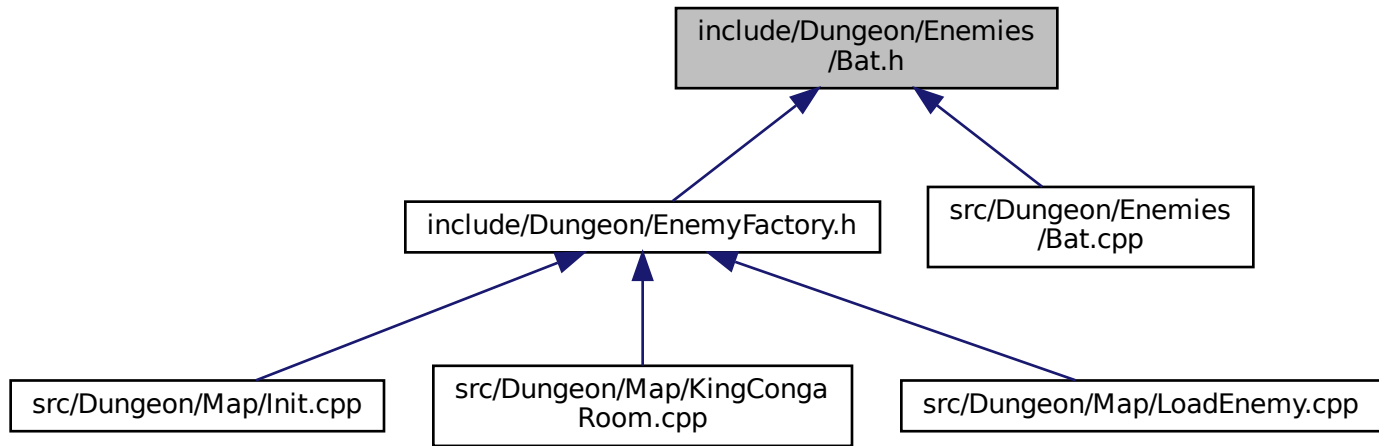 include/Dungeon/Enemies
/Bat.h
include/Dungeon/EnemyFactory.h
src/Dungeon/Enemies
/Bat.cpp
src/Dungeon/Map/Init.cpp
src/Dungeon/Map/KingConga
Room.cpp
src/Dungeon/Map/LoadEnemy.cpp